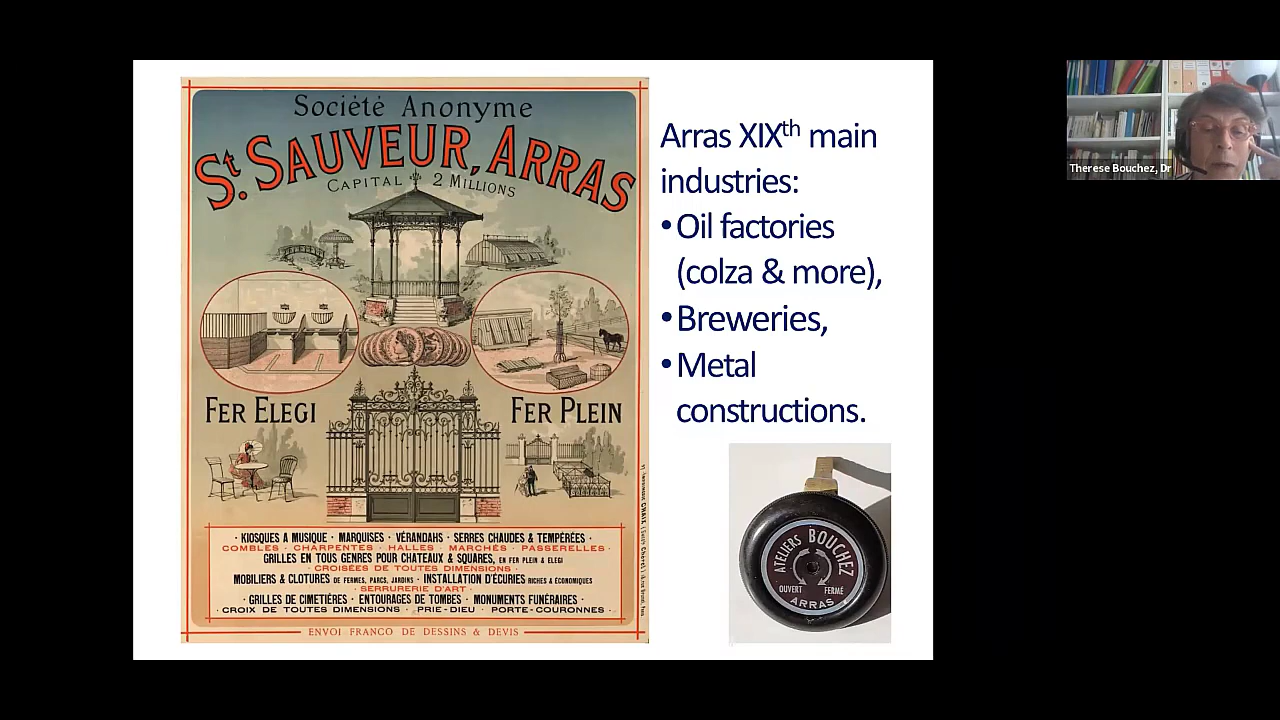 Société Anonyme
St. SAUVEUR, ARRAS
CAPITAL 2 MILLIONS
FER ELEGI
FER PLEIN
· KIOSQUES A MUSIQUE · MARQUISES · VÉRANDAHS · SERRES CHAUDES & TEMPÉRÉES ·
COMBLES · CHARPENTES · HALLES · MARCHÉS · PASSERELLES ·
GRILLES EN TOUS GENRES POUR CHATEAUX & SQUARES, EN FER PLEIN & ELEGI
· CROISÉES DE TOUTES DIMENSIONS ·
MOBILIERS & CLOTURES DE FERMES, PARCS, JARDINS · INSTALLATION D'ÉCURIES RICHES & ÉCONOMIQUES
· SERRURERIE D'ART ·
· GRILLES DE CIMETIÈRES · ENTOURAGES DE TOMBES · MONUMENTS FUNÉRAIRES ·
· CROIX DE TOUTES DIMENSIONS · PRIE-DIEU · PORTE-COURONNES ·
ENVOI FRANCO DE DESSINS & DEVIS
Arras XIXth main
industries:
• Oil factories
(colza & more),
• Breweries,
• Metal
constructions.
ATELIERS BOUCHEZ
OUVERT FERMÉ
ARRAS
Therese Bouchez, Dr